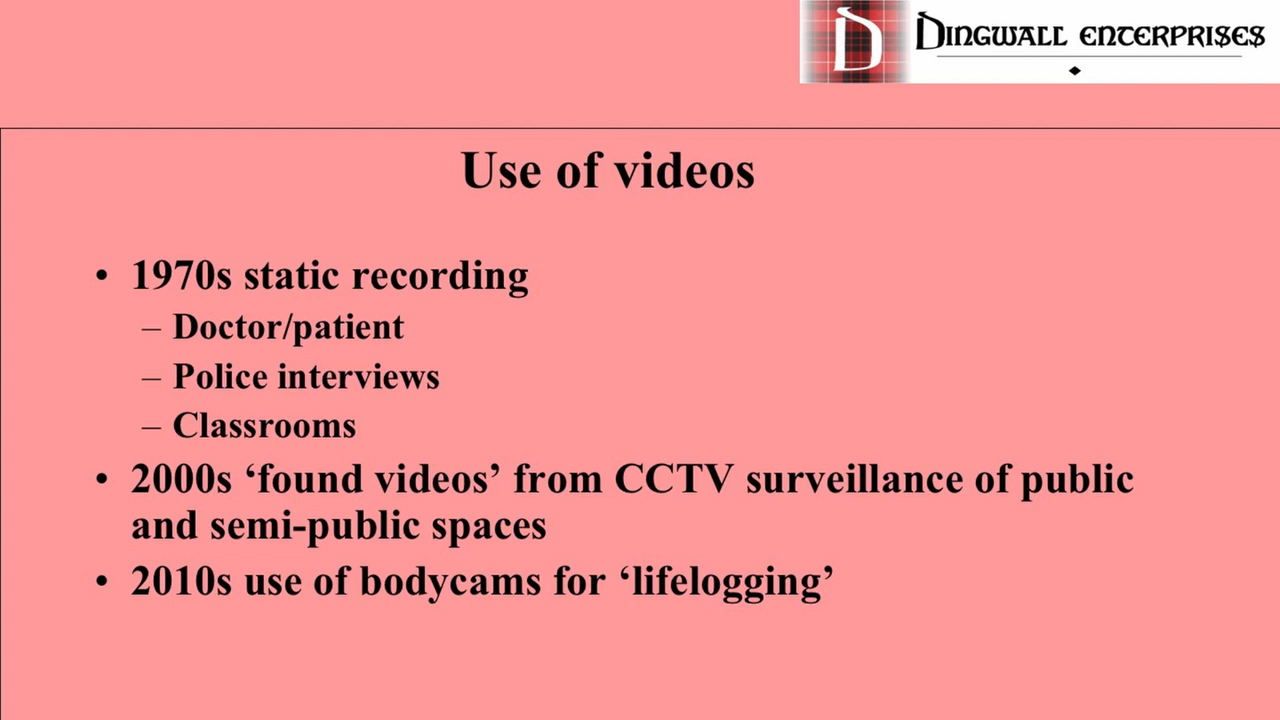 D DINGWALL ENTERPRISES
Use of videos
• 1970s static recording
– Doctor/patient
– Police interviews
– Classrooms
• 2000s ‘found videos’ from CCTV surveillance of public
and semi-public spaces
• 2010s use of bodycams for ‘lifelogging’